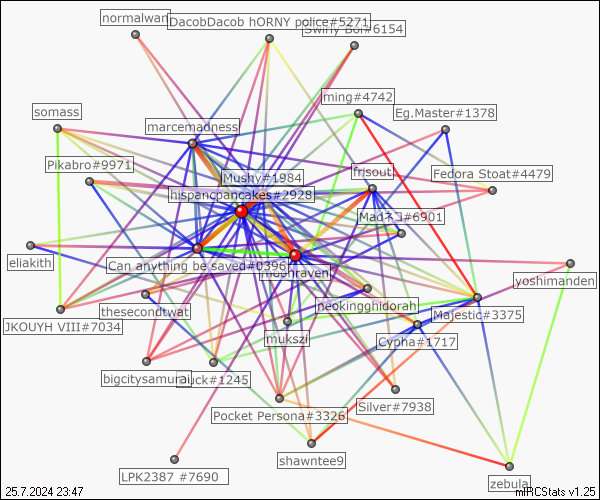 normalwan
DacobDacob hORNY police#5271
Swirly Boi#6154
ming#4742
Eg.Master#1378
somass
marcemadness
Pikabro#9971
Mushy#1984
frisout
Fedora Stoat#4479
hispanicpancakes#2928
Madネコ#6901
eliakith
Can anything be saved#0396
moonraven
yoshimanden
thesecondtwat
neokingghidorah
JKOUYH VIII#7034
mukszi
Majestic#3375
Cypha#1717
bigcitysamurai
#1245
Pocket Persona#3326
Silver#7938
shawntee9
LPK2387 #7690
zebula
25.7.2024 23:47
mIRCStats v1.25